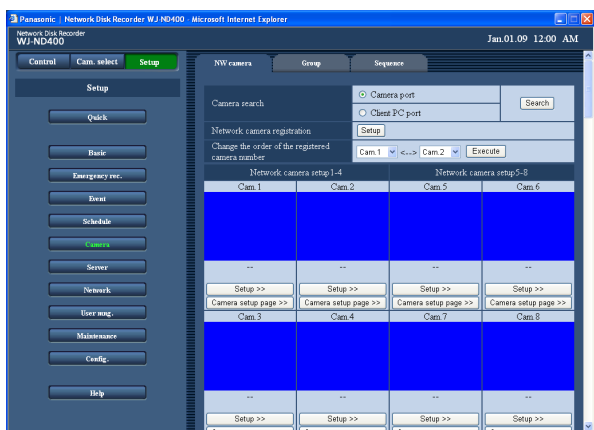 Panasonic | Network Disk Recorder WJ-ND400 - Microsoft Internet Explorer
Network Disk Recorder
WJ-ND400
Jan.01.09 12:00 AM
Control Cam. select Setup
NW camera Group Sequence
Setup
Quick
Basic
Emergency rec.
Event
Schedule
Camera
Server
Network
User mng.
Maintenance
Config.
Help
Camera search
Camera port
Client PC port
Search
Network camera registration
Setup
Change the order of the registered
camera number
Cam.1 <--> Cam.2 Execute
Network camera setup1-4 Network camera setup5-8
Cam.1 Cam.2 Cam.5 Cam.6
-- -- -- --
Setup >> Setup >> Setup >> Setup >>
Camera setup page >> Camera setup page >> Camera setup page >> Camera setup page >>
Cam.3 Cam.4 Cam.7 Cam.8
-- -- -- --
Setup >> Setup >> Setup >> Setup >>